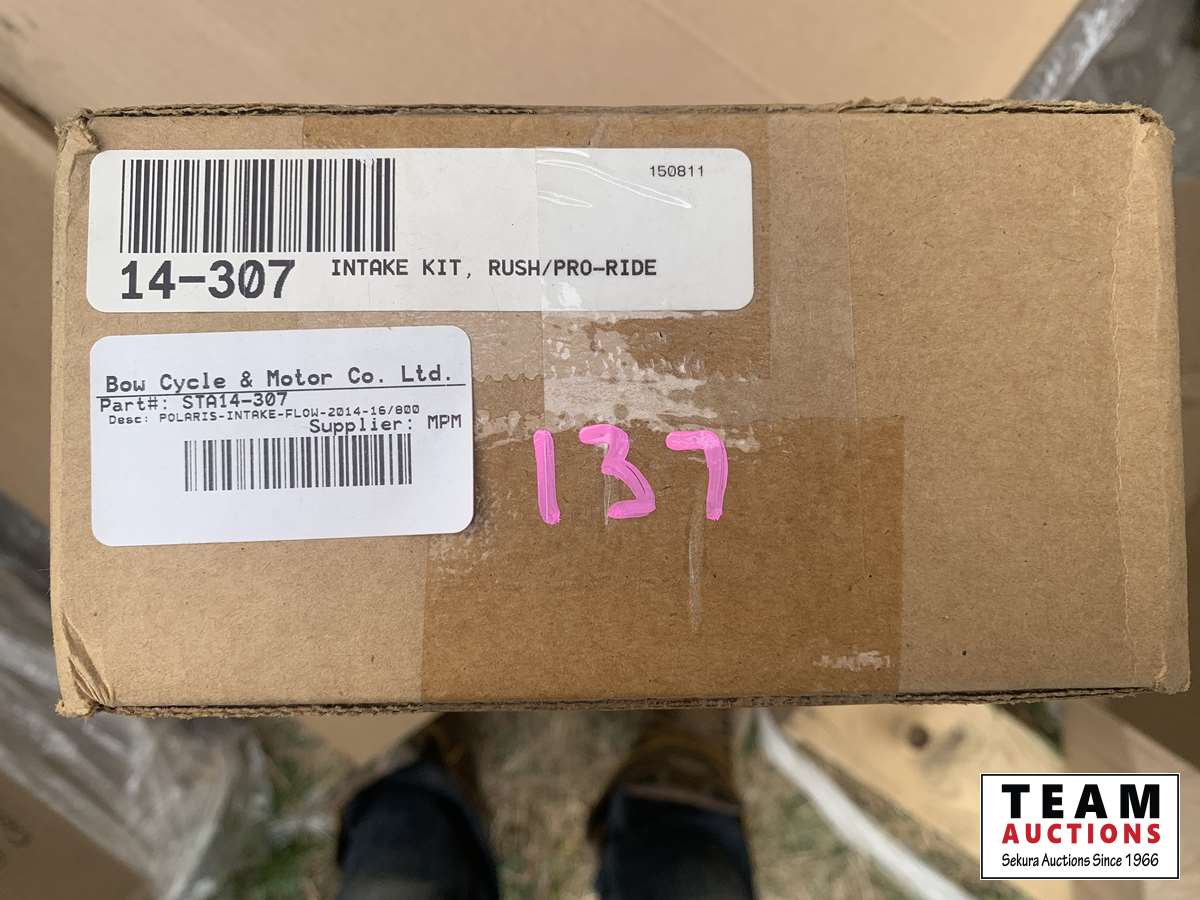 150811
14-307 INTAKE KIT, RUSH/PRO-RIDE
Bow Cycle & Motor Co. Ltd.
Part#: STA14-307
Desc: POLARIS-INTAKE-FLOW-2014-16/800
Supplier: MPM
137
TEAM
AUCTIONS
Sekura Auctions Since 1966